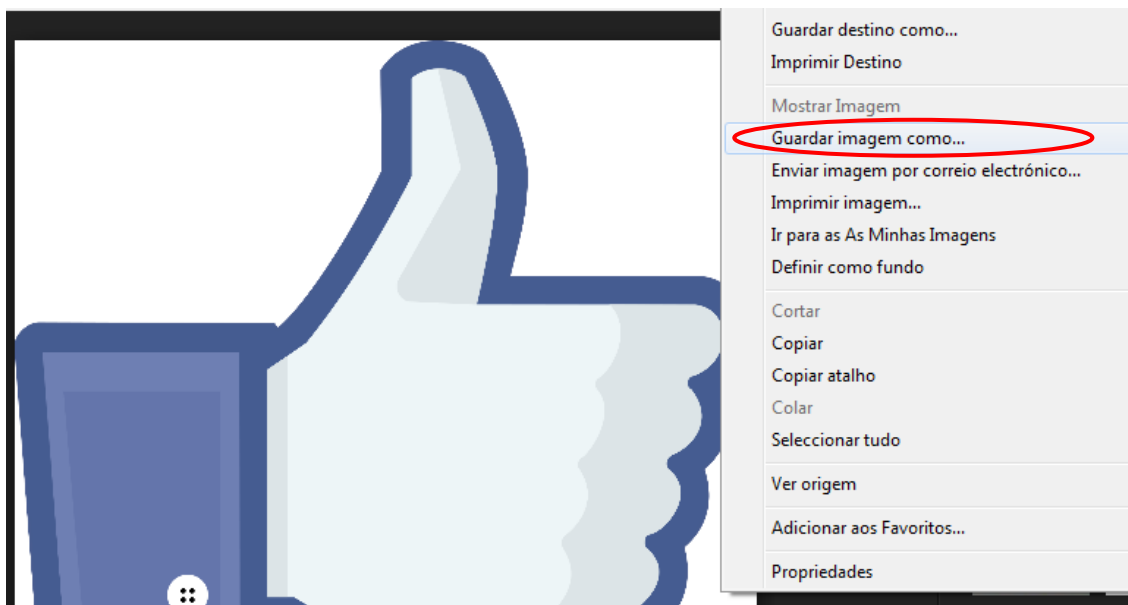 Guardar destino como...
Imprimir Destino
Mostrar Imagem
Guardar imagem como...
Enviar imagem por correio electrónico...
Imprimir imagem...
Ir para as As Minhas Imagens
Definir como fundo
Cortar
Copiar
Copiar atalho
Colar
Seleccionar tudo
Ver origem
Adicionar aos Favoritos...
Propriedades